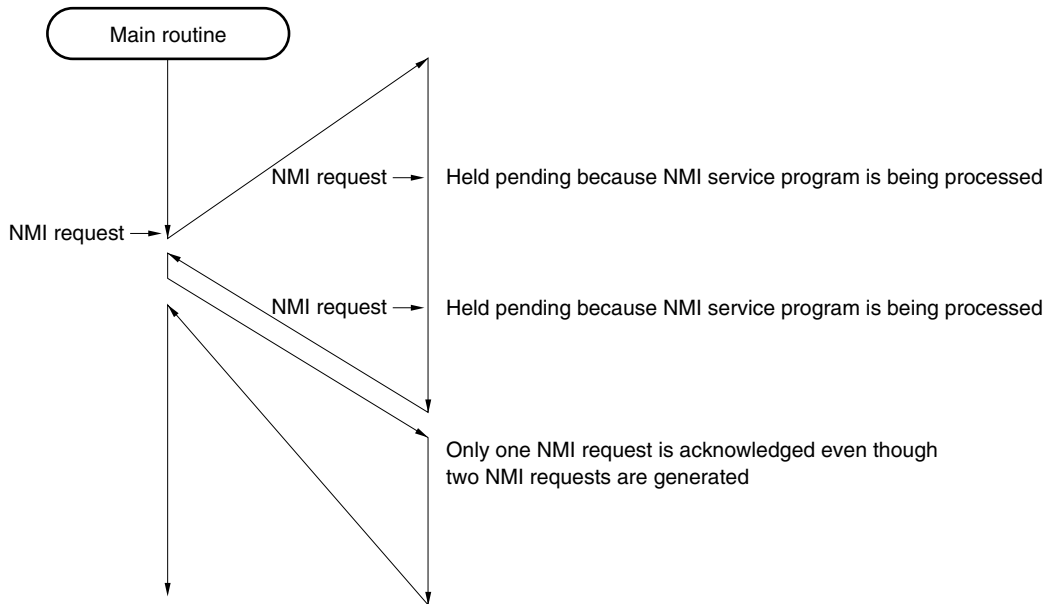 Main routine
NMI request
Held pending because NMI service program is being processed
NMI request
NMI request
Held pending because NMI service program is being processed
Only one NMI request is acknowledged even though
two NMI requests are generated